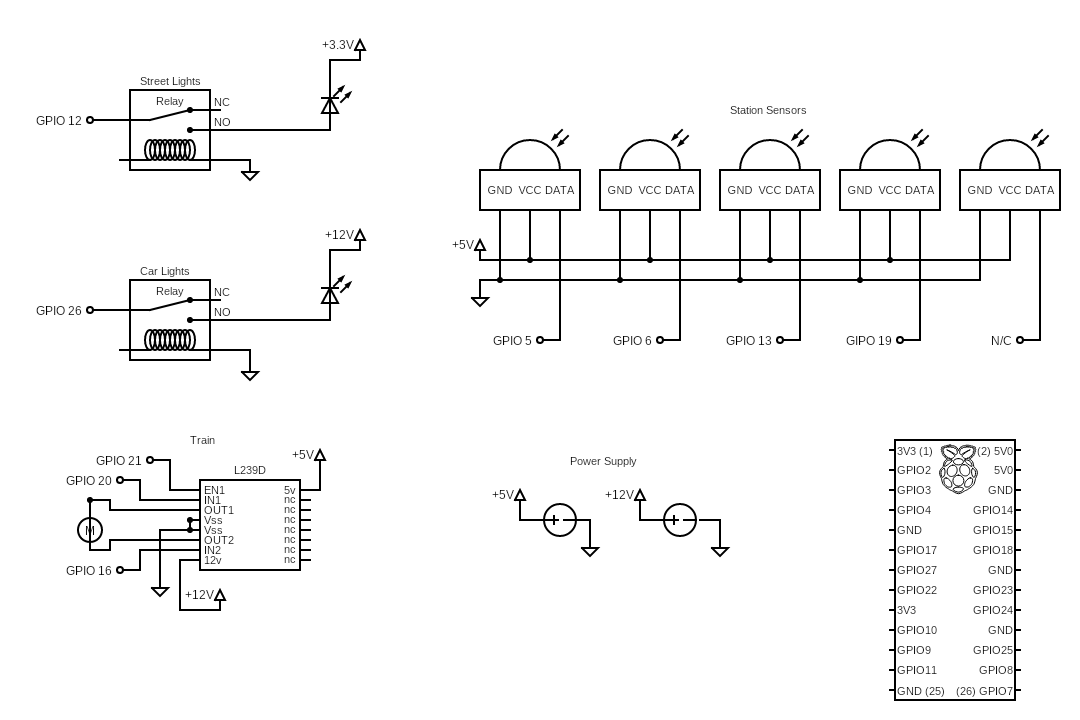 +3.3V
Street Lights
Relay
NC
GPIO 12
NO
Station Sensors
GND VCC DATA
GND VCC DATA
GND VCC DATA
GND VCC DATA
GND VCC DATA
+5V
GPIO 5
GPIO 6
GPIO 13
GIPO 19
N/C
+12V
Car Lights
Relay
NC
GPIO 26
NO
Train
GPIO 21
GPIO 20
GPIO 16
M
L239D
+5V
EN1 5v
IN1 nc
OUT1 nc
Vss nc
Vss nc
OUT2 nc
IN2 nc
12v nc
+12V
Power Supply
+5V
+12V
3V3 (1) (2) 5V0
GPIO2 5V0
GPIO3 GND
GPIO4 GPIO14
GND GPIO15
GPIO17 GPIO18
GPIO27 GND
GPIO22 GPIO23
3V3 GPIO24
GPIO10 GND
GPIO9 GPIO25
GPIO11 GPIO8
GND (25) (26) GPIO7